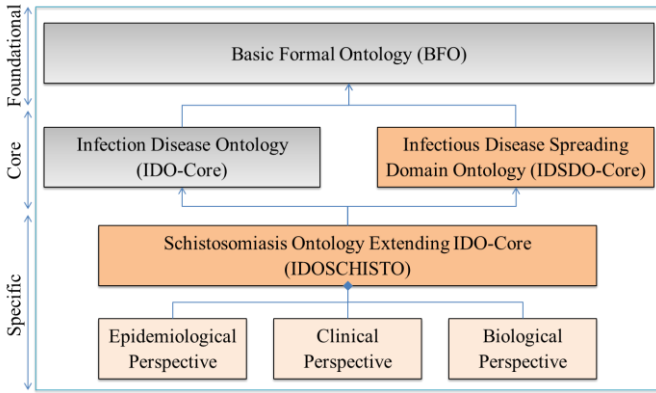 Foundational
Basic Formal Ontology (BFO)
Core
Infection Disease Ontology
(IDO-Core)
Infectious Disease Spreading
Domain Ontology (IDSDO-Core)
Specific
Schistosomiasis Ontology Extending IDO-Core
(IDOSCHISTO)
Epidemiological
Perspective
Clinical
Perspective
Biological
Perspective